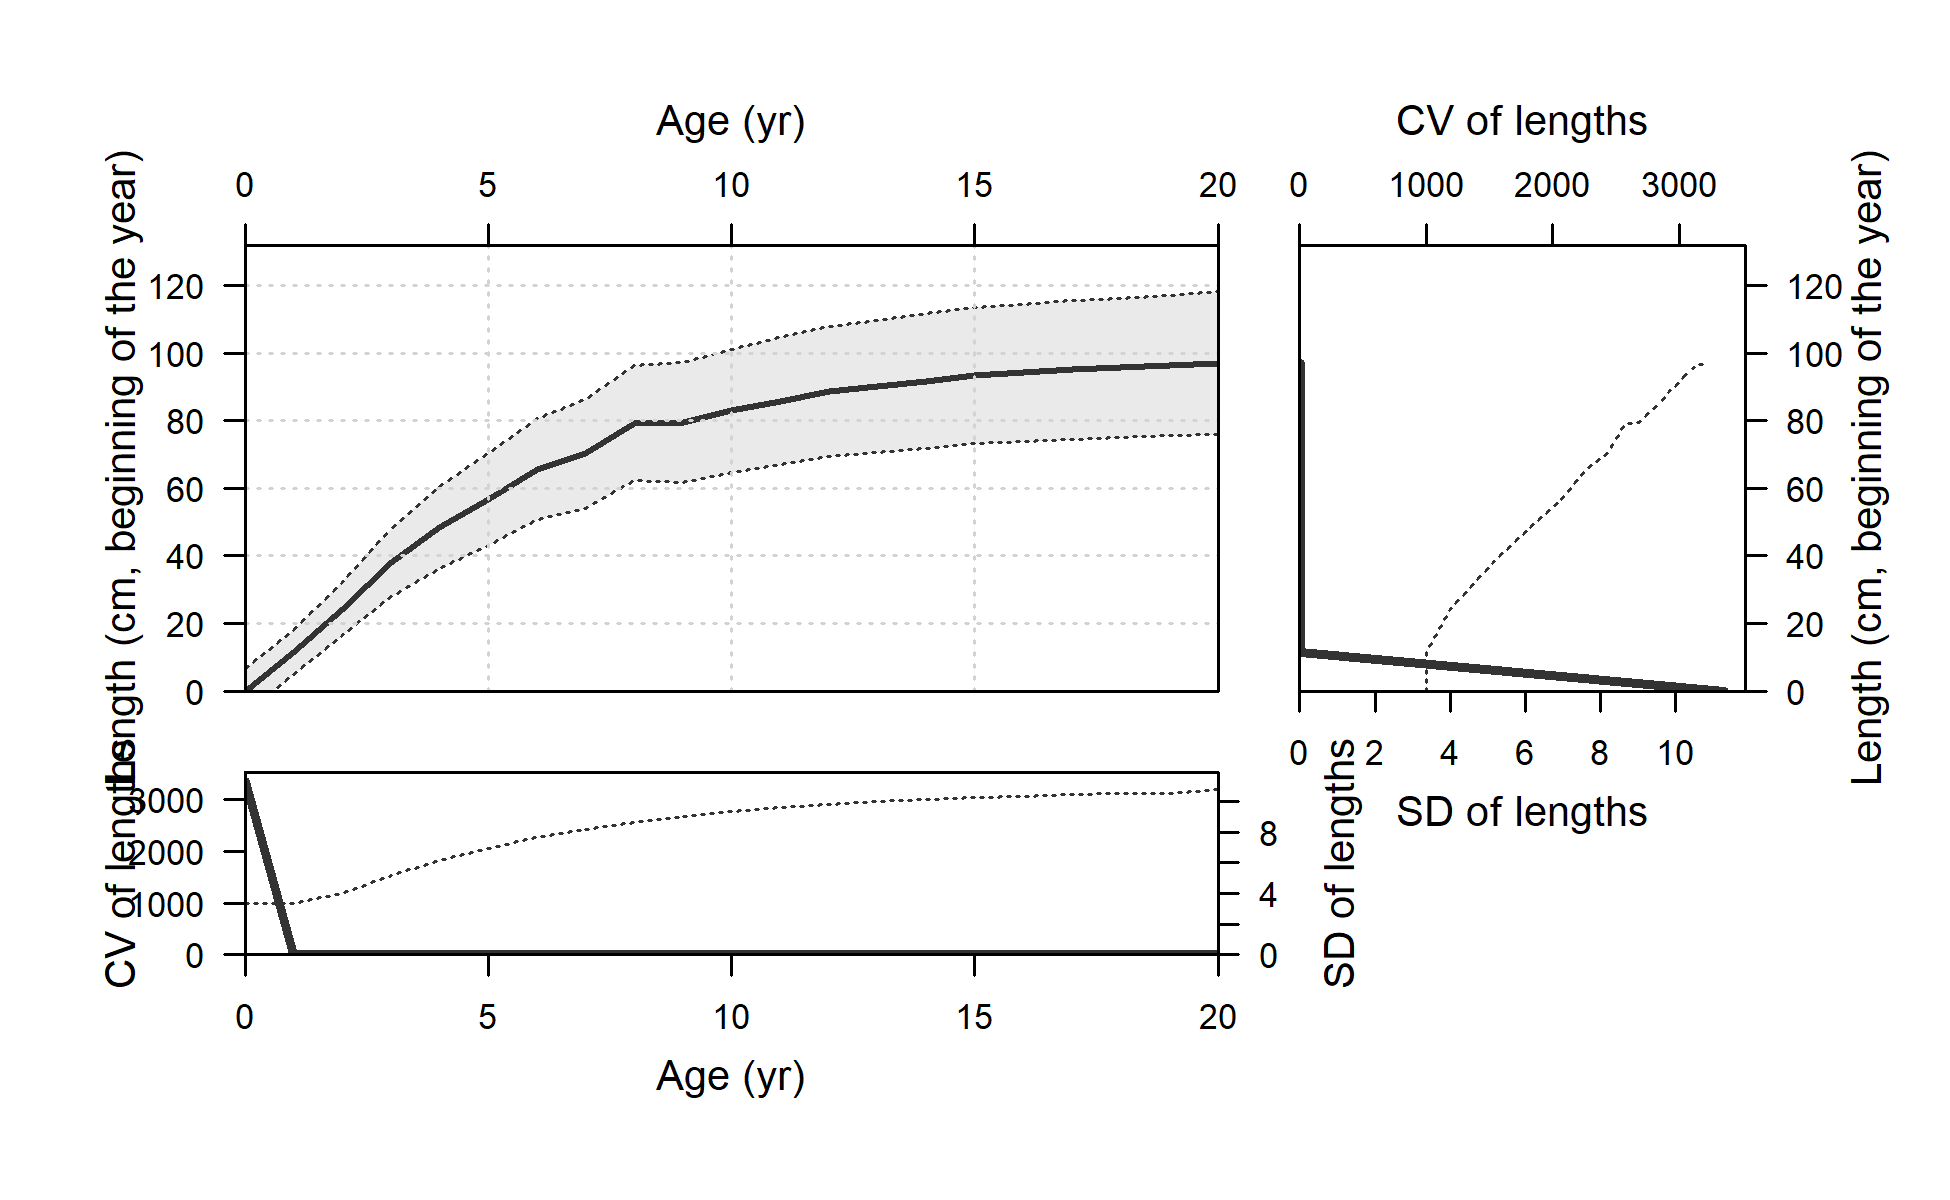 Age (yr)
CV of lengths
0 5 10 15 20
0 1000 2000 3000
Length (cm, beginning of the year)
120
100
80
60
40
20
0
120
100
80
60
40
20
0
Length (cm, beginning of the year)
0 2 4 6 8 10
SD of lengths
CV of lengths
3000
2000
1000
0
8
4
0
SD of lengths
0 5 10 15 20
Age (yr)